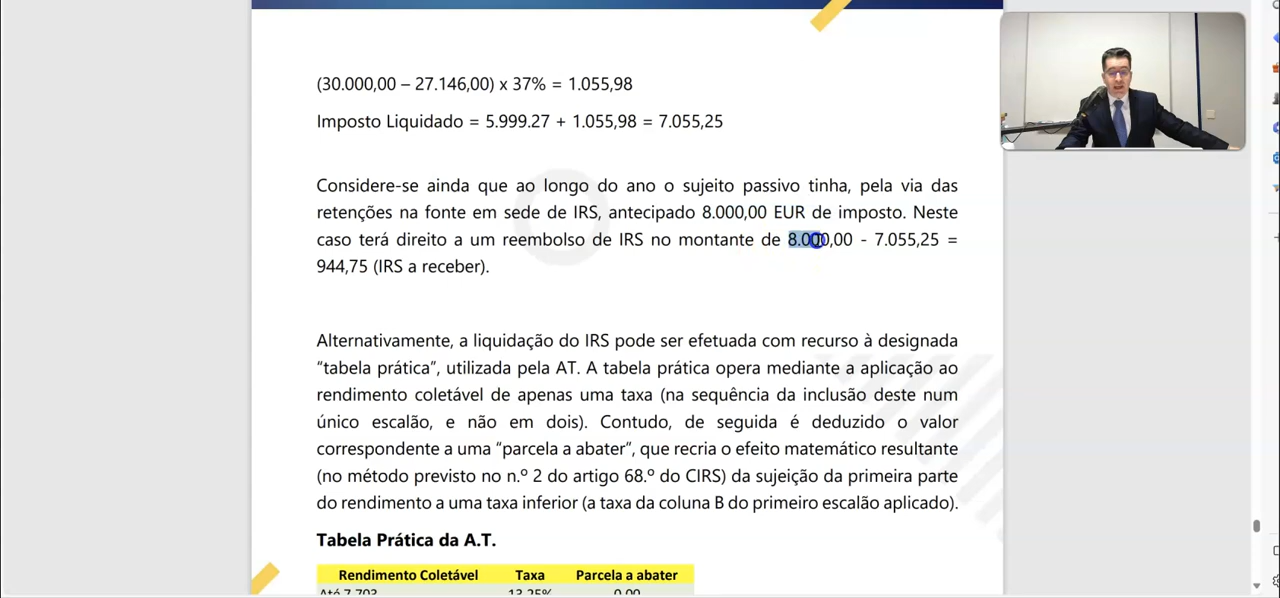 (30.000,00 – 27.146,00) x 37% = 1.055,98
Imposto Liquidado = 5.999.27 + 1.055,98 = 7.055,25
Considere-se ainda que ao longo do ano o sujeito passivo tinha, pela via das
retenções na fonte em sede de IRS, antecipado 8.000,00 EUR de imposto. Neste
caso terá direito a um reembolso de IRS no montante de 8.000,00 - 7.055,25 =
944,75 (IRS a receber).
Alternativamente, a liquidação do IRS pode ser efetuada com recurso à designada
“tabela prática”, utilizada pela AT. A tabela prática opera mediante a aplicação ao
rendimento coletável de apenas uma taxa (na sequência da inclusão deste num
único escalão, e não em dois). Contudo, de seguida é deduzido o valor
correspondente a uma “parcela a abater”, que recria o efeito matemático resultante
(no método previsto no n.º 2 do artigo 68.º do CIRS) da sujeição da primeira parte
do rendimento a uma taxa inferior (a taxa da coluna B do primeiro escalão aplicado).
Tabela Prática da A.T.
Rendimento Coletável Taxa Parcela a abater
Até 7.703 13,25% 0,00